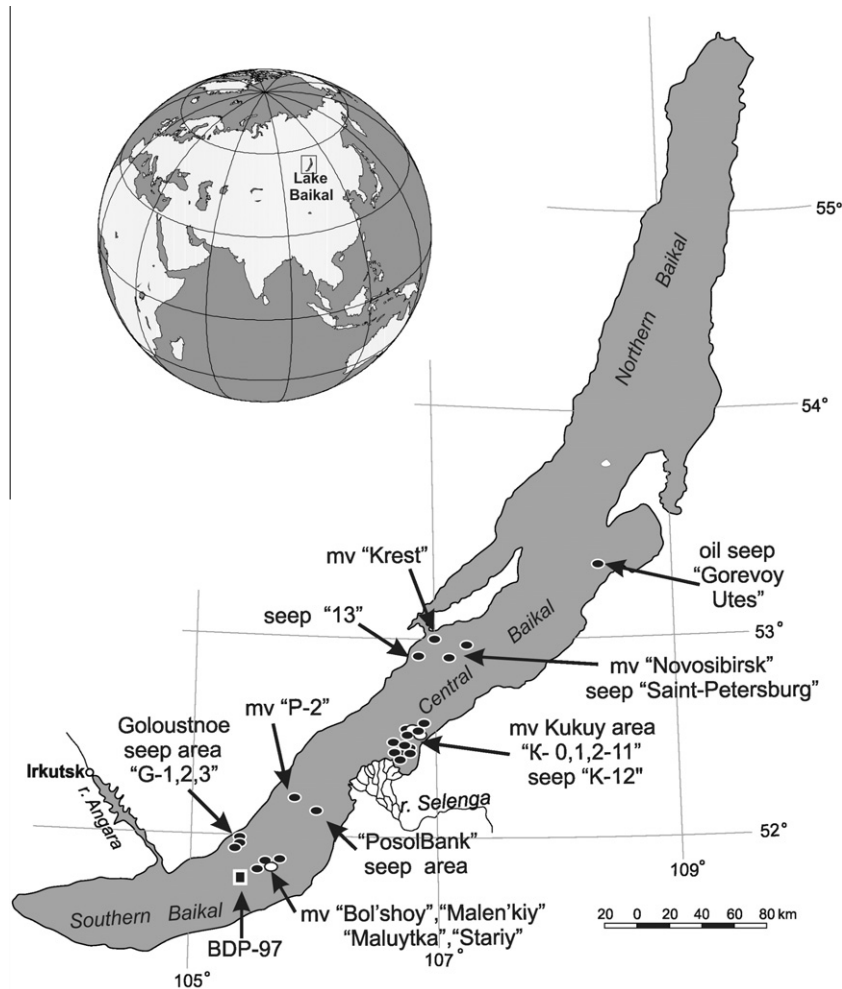 Lake
Baikal
55°
Northern Baikal
54°
mv “Krest”
oil seep
“Gorevoy
Utes”
seep “13”
53°
Central Baikal
mv “Novosibirsk”
seep “Saint-Petersburg”
mv “P-2”
Goloustnoe
seep area
“G-1,2,3”
mv Kukuy area
“K- 0,1,2-11”
seep “K-12"
Irkutsk
r. Angara
r. Selenga
52°
“PosolBank”
seep area
109°
Southern Baikal
mv “Bol’shoy”,“Malen’kiy
“Maluytka”,“Stariy”
BDP-97
107°
105°
20 0 20 40 60 80 km